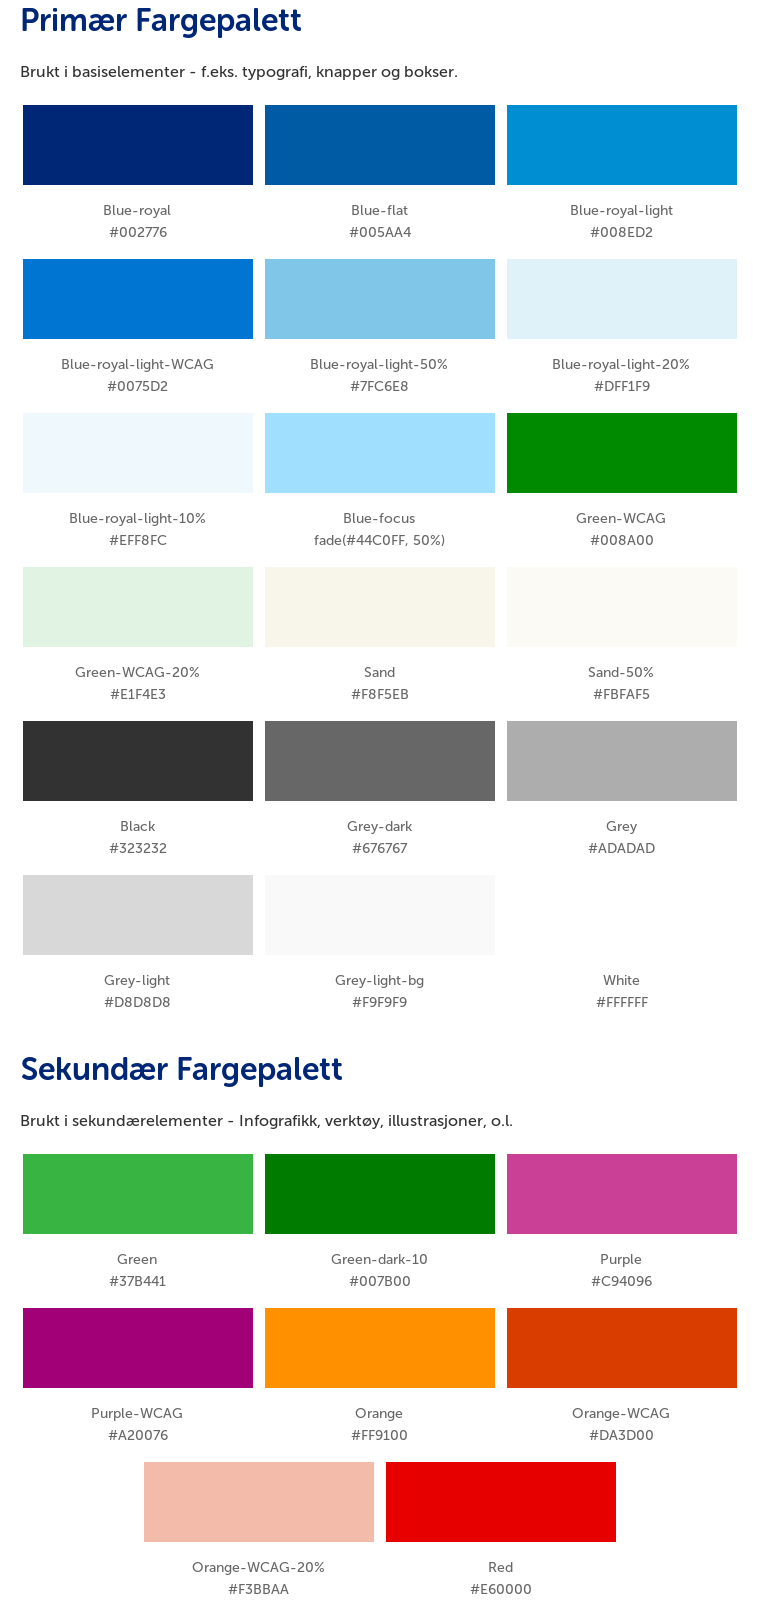 Primær Fargepalett
Brukt i basiselementer - f.eks. typografi, knapper og bokser.
Blue-royal
#002776
Blue-flat
#005AA4
Blue-royal-light
#008ED2
Blue-royal-light-WCAG
#0075D2
Blue-royal-light-50%
#7FC6E8
Blue-royal-light-20%
#DFF1F9
Blue-royal-light-10%
#EFF8FC
Blue-focus
fade(#44C0FF, 50%)
Green-WCAG
#008A00
Green-WCAG-20%
#E1F4E3
Sand
#F8F5EB
Sand-50%
#FBFAF5
Black
#323232
Grey-dark
#676767
Grey
#ADADAD
Grey-light
#D8D8D8
Grey-light-bg
#F9F9F9
White
#FFFFFF
Sekundær Fargepalett
Brukt i sekundærelementer - Infografikk, verktøy, illustrasjoner, o.l.
Green
#37B441
Green-dark-10
#007B00
Purple
#C94096
Purple-WCAG
#A20076
Orange
#FF9100
Orange-WCAG
#DA3D00
Orange-WCAG-20%
#F3BBAA
Red
#E60000